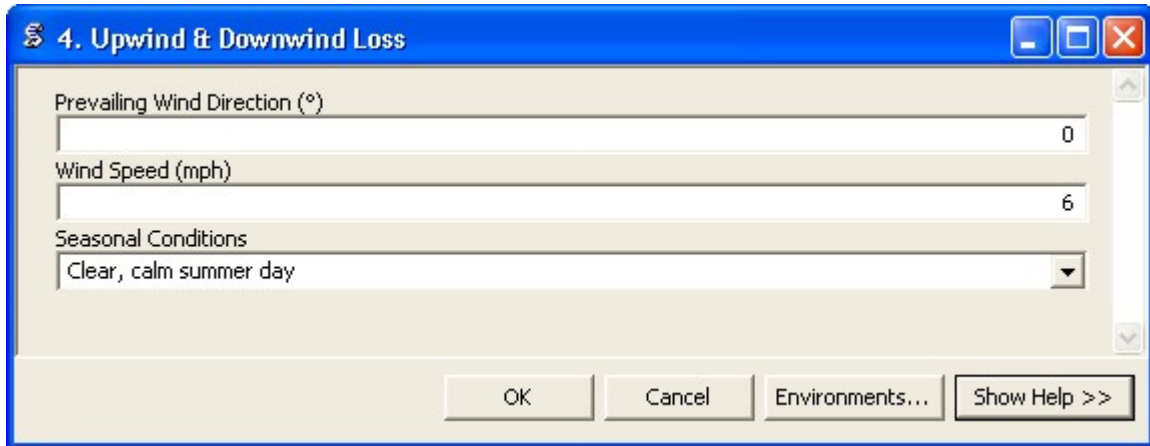 4. Upwind & Downwind Loss
Prevailing Wind Direction (°)
0
Wind Speed (mph)
6
Seasonal Conditions
Clear, calm summer day
OK Cancel Environments... Show Help >>